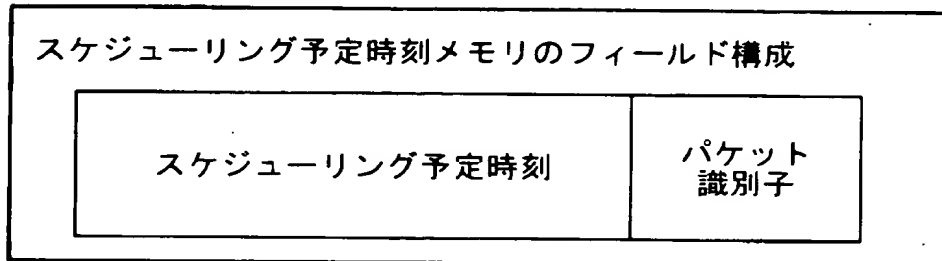 スケジューリング予定時刻メモリのフィールド構成
スケジューリング予定時刻
パケット
識別子